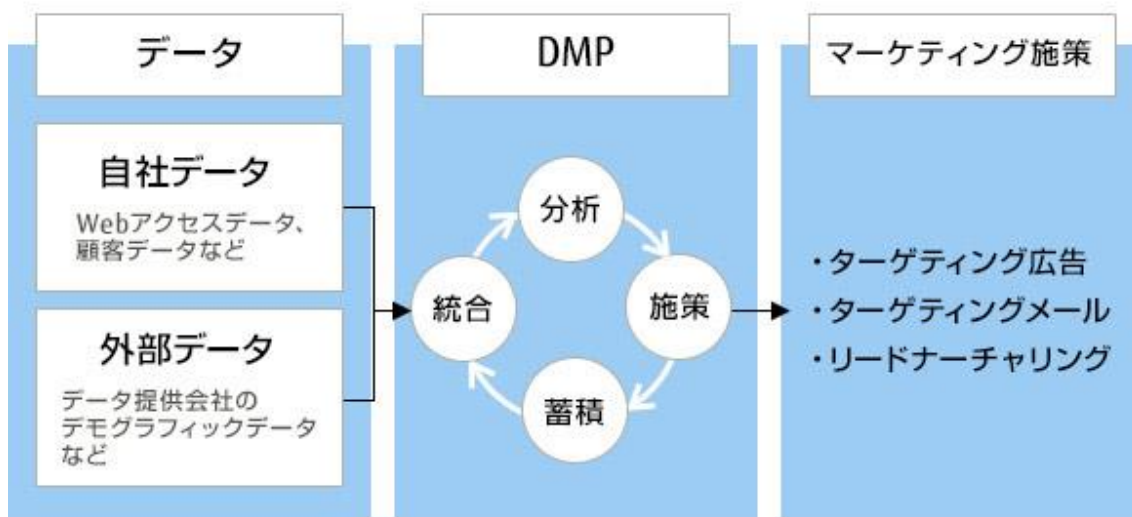 データ
自社データ
Webアクセスデータ、
顧客データなど
外部データ
データ提供会社の
デモグラフィックデータ
など
DMP
分析
統合
施策
蓄積
マーケティング施策
・ターゲティング広告
・ターゲティングメール
・リードナーチャリング